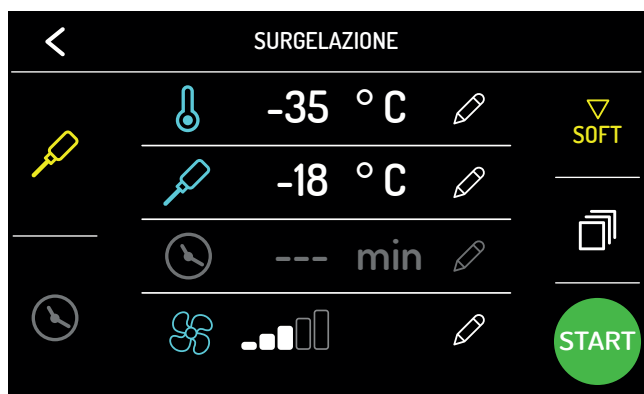 SURGELAZIONE
-35 °C
SOFT
-18 °C
--- min
START